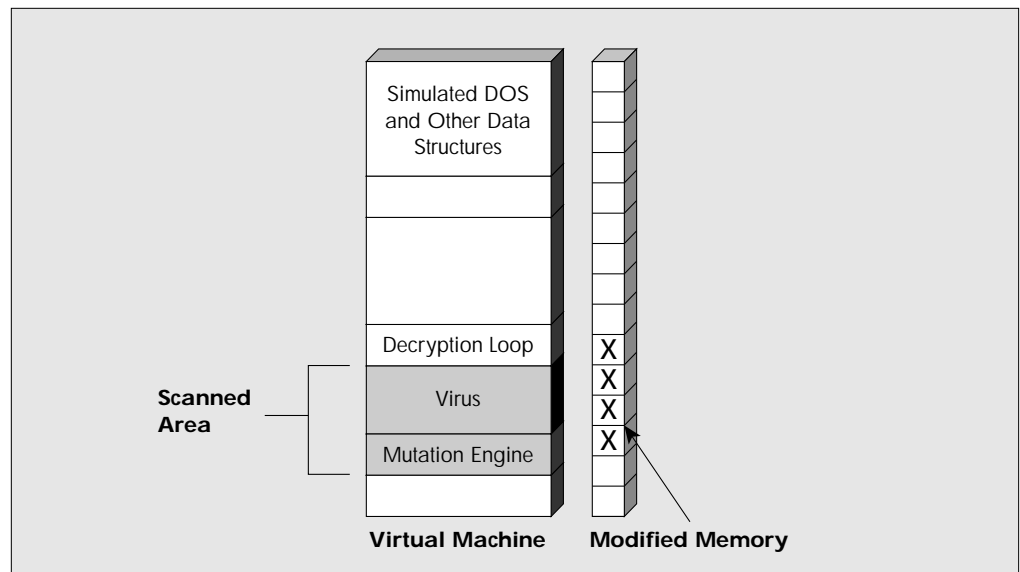 Simulated DOS
and Other Data
Structures
Decryption Loop
Scanned
Area
Virus
Mutation Engine
X
X
X
X
Virtual Machine
Modified Memory